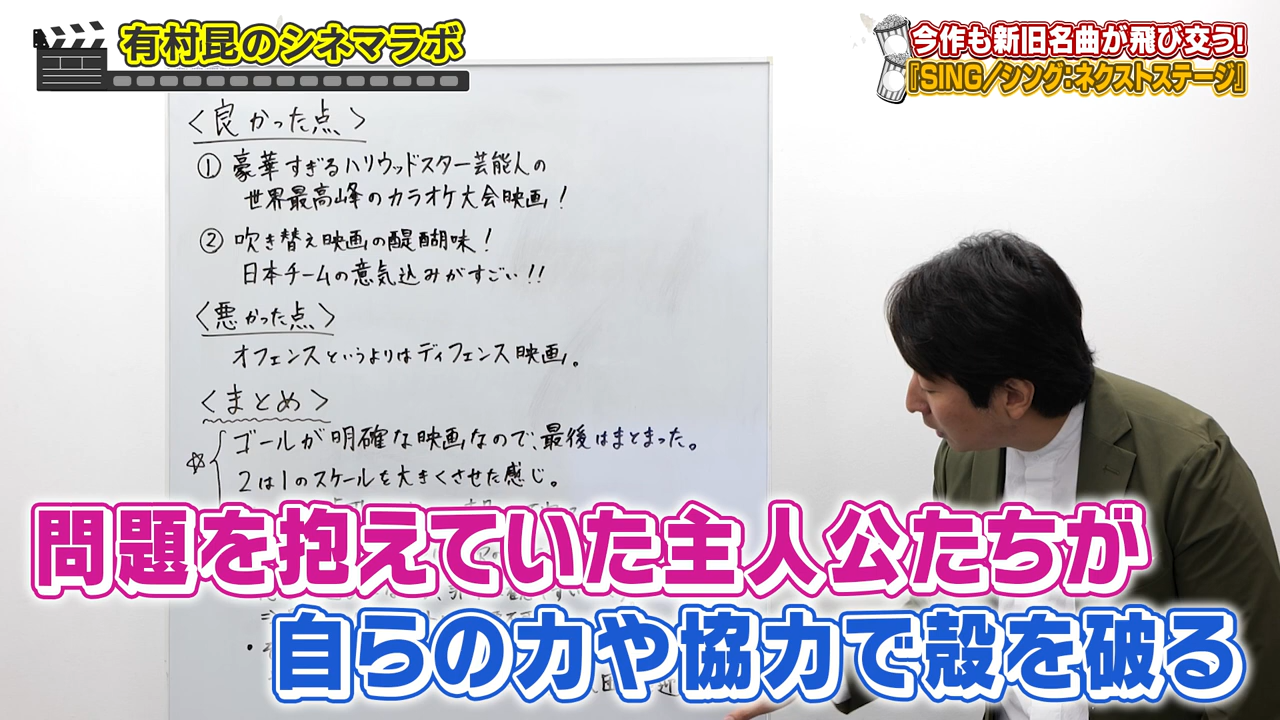 有村昆のシネマラボ
今作も新旧名曲が飛び交う!
『SING/シング:ネクストステージ』
<良かった点>
① 豪華すぎるハリウッドスター芸能人の
世界最高峰のカラオケ大会映画!
② 吹き替え映画の醍醐味!
日本チームの意気込みがすごい!!
<悪かった点>
オフェンスというよりはディフェンス映画。
<まとめ>
ゴールが明確な映画なので、最後はまとまった。
2は1のスケールを大きくさせた感じ。
問題を抱えていた主人公たちが
自らの力や協力で殻を破る